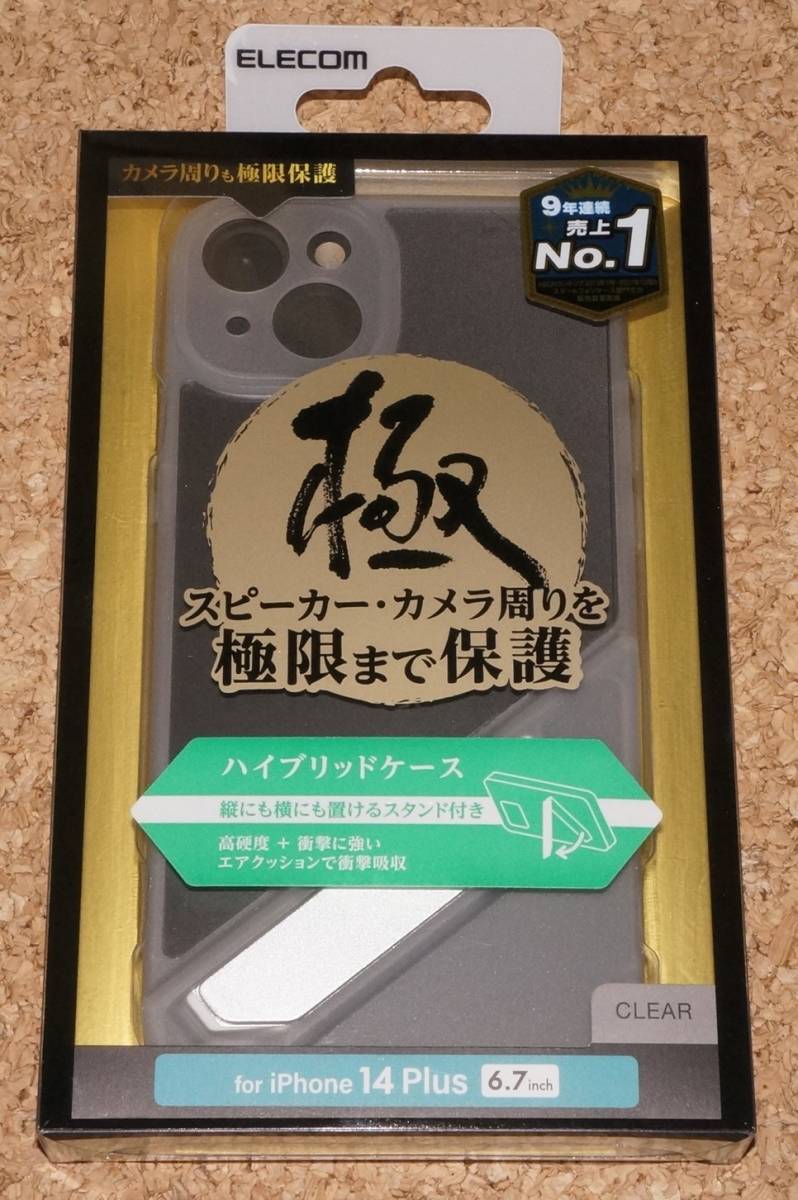 ELECOM
カメラ周りも極限保護
9年連続
売上
No.1
極
スピーカー・カメラ周りを
極限まで保護
ハイブリッドケース
縦にも横にも置けるスタンド付き
高硬度 + 衝撃に強い
エアクッションで衝撃吸収
CLEAR
for iPhone 14 Plus 6.7inch